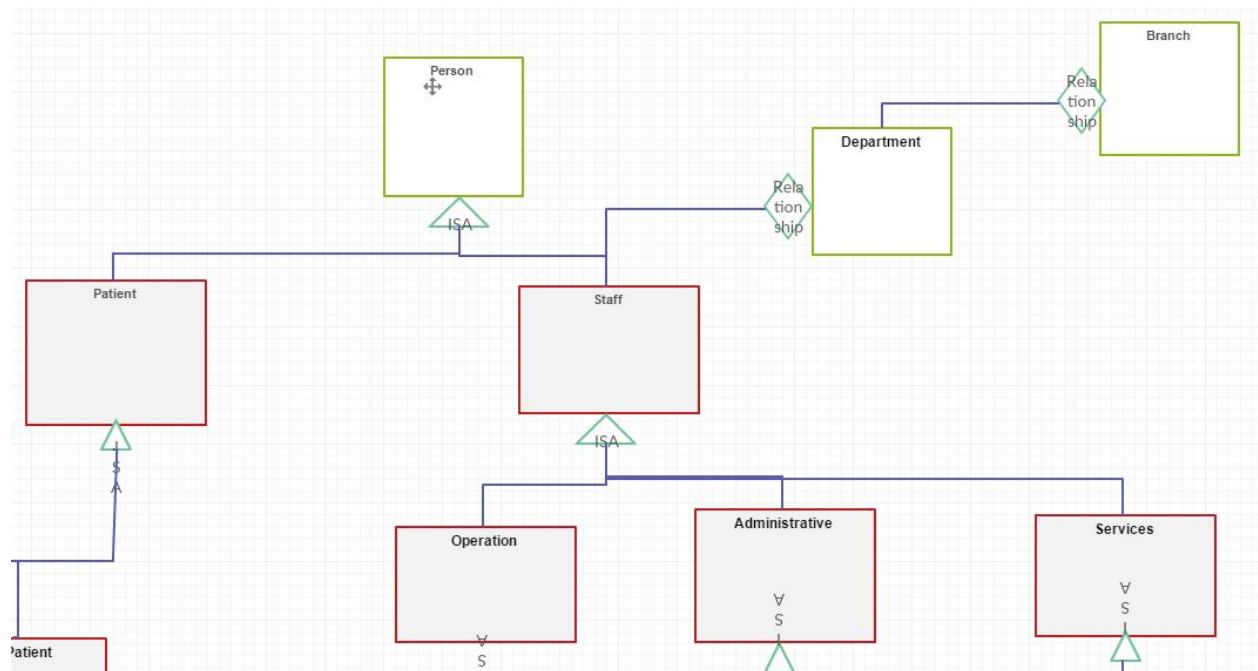 Branch
Person
Rela
tion
ship
Department
Rela
tion
ship
ISA
Patient
Staff
ISA
I
S
A
Administrative
Services
Operation
A
S
I
A
S
I
A
S
Patient